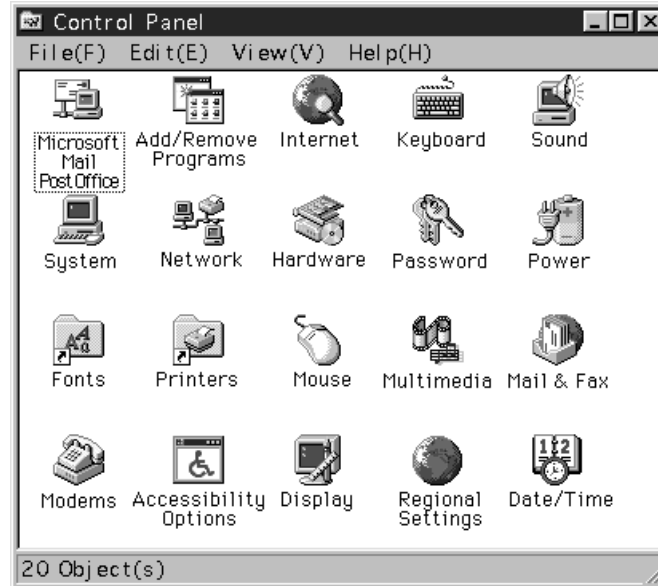 Control Panel
File(F) Edit(E) View(V) Help(H)
Microsoft
Mail
Post Office
Add/Remove
Programs
Internet
Keyboard
Sound
System
Network
Hardware
Password
Power
Fonts
Printers
Mouse
Multimedia
Mail & Fax
Modems
Accessibility
Options
Display
Regional
Settings
Date/Time
20 Object(s)